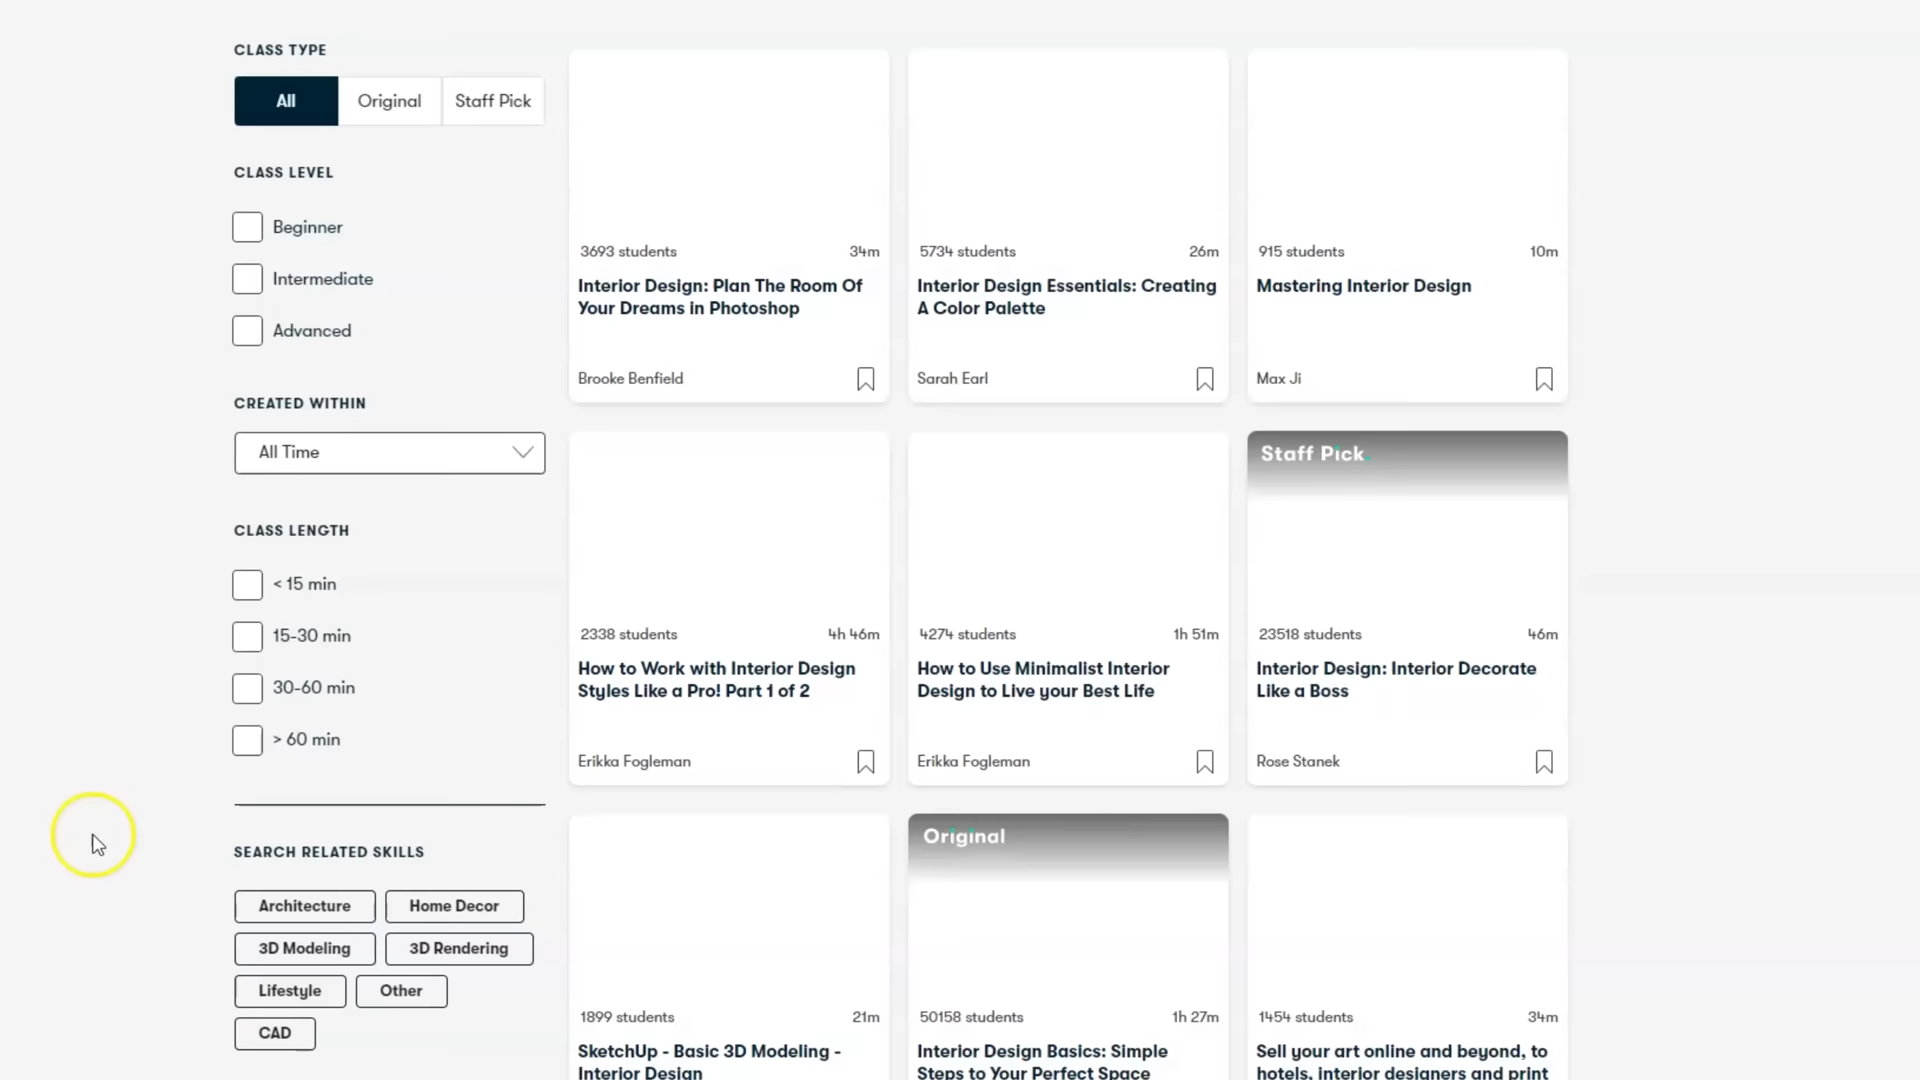 CLASS TYPE
All
Original
Staff Pick
CLASS LEVEL
Beginner
Intermediate
Advanced
CREATED WITHIN
All Time
CLASS LENGTH
< 15 min
15-30 min
30-60 min
> 60 min
SEARCH RELATED SKILLS
Architecture
Home Decor
3D Modeling
3D Rendering
Lifestyle
Other
CAD
3693 students
34m
Interior Design: Plan The Room Of
Your Dreams in Photoshop
Brooke Benfield
5734 students
26m
Interior Design Essentials: Creating
A Color Palette
Sarah Earl
915 students
10m
Mastering Interior Design
Max Ji
2338 students
4h 46m
How to Work with Interior Design
Styles Like a Pro! Part 1 of 2
Erikka Fogleman
4274 students
1h 51m
How to Use Minimalist Interior
Design to Live your Best Life
Erikka Fogleman
Staff Pick.
23518 students
46m
Interior Design: Interior Decorate
Like a Boss
Rose Stanek
1899 students
21m
SketchUp - Basic 3D Modeling -
Interior Design
Original
50158 students
1h 27m
Interior Design Basics: Simple
Steps to Your Perfect Space
1454 students
34m
Sell your art online and beyond, to
hotels, interior designers and print